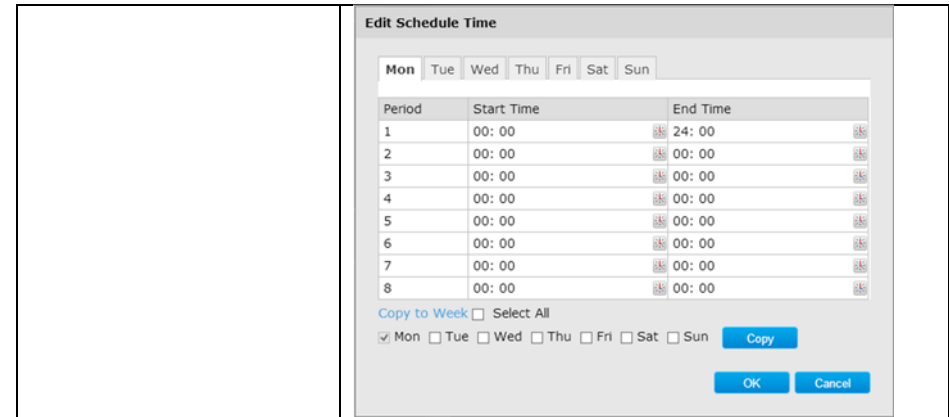 Edit Schedule Time
Mon Tue Wed Thu Fri Sat Sun
Period Start Time End Time
1 00: 00 24: 00
2 00: 00 00: 00
3 00: 00 00: 00
4 00: 00 00: 00
5 00: 00 00: 00
6 00: 00 00: 00
7 00: 00 00: 00
8 00: 00 00: 00
Copy to Week Select All
Mon Tue Wed Thu Fri Sat Sun Copy
OK Cancel